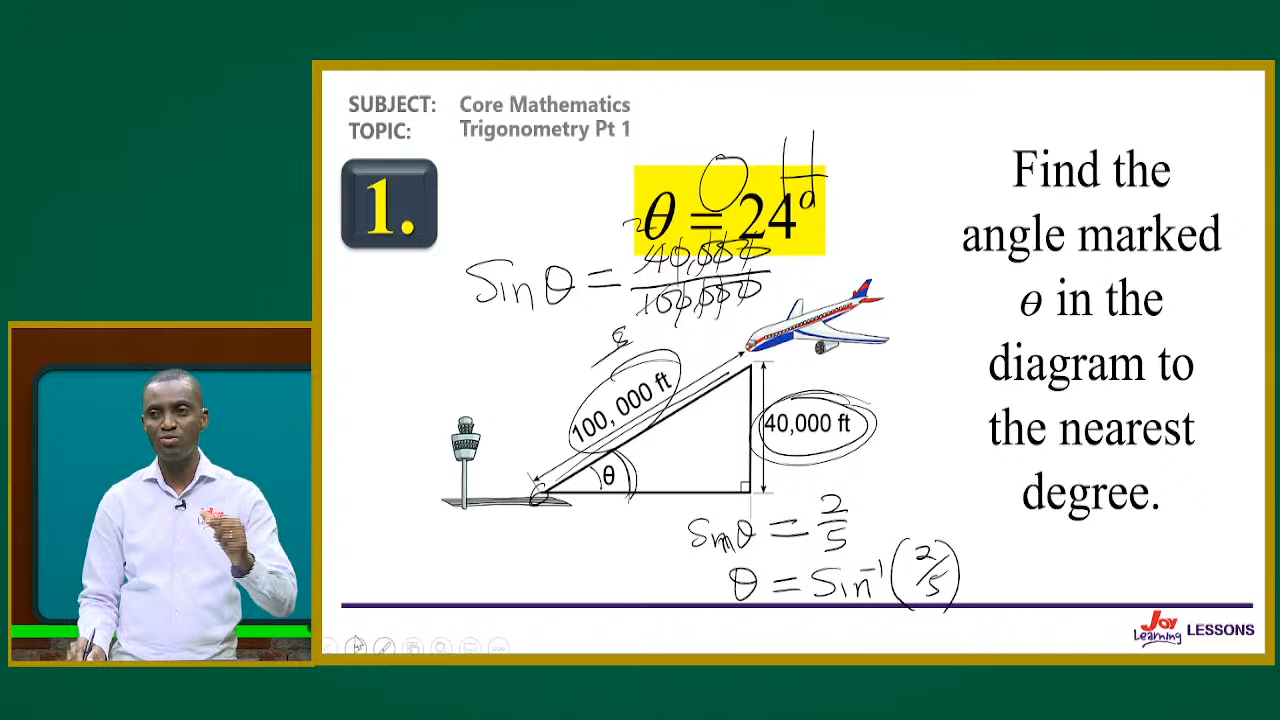 SUBJECT: Core Mathematics
TOPIC: Trigonometry Pt 1
1.
θ = 24°
Sin θ = 40,000 / 100,000
100, 000 ft
40,000 ft
θ
Sin θ = 2/5
θ = Sin⁻¹ (2/5)
Find the
angle marked
θ in the
diagram to
the nearest
degree.
Joy Learning LESSONS